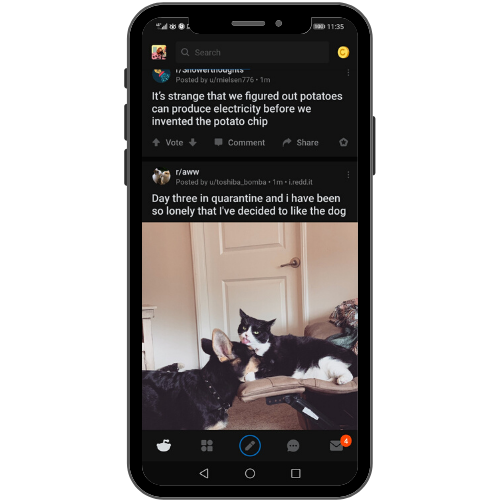 11:35
Search
r/Showerthoughts
Posted by u/mielsen776 • 1m
It's strange that we figured out potatoes
can produce electricity before we
invented the potato chip
Vote
Comment
Share
r/aww
Posted by u/toshiba_bomba • 1m • i.redd.it
Day three in quarantine and i have been
so lonely that I've decided to like the dog
4